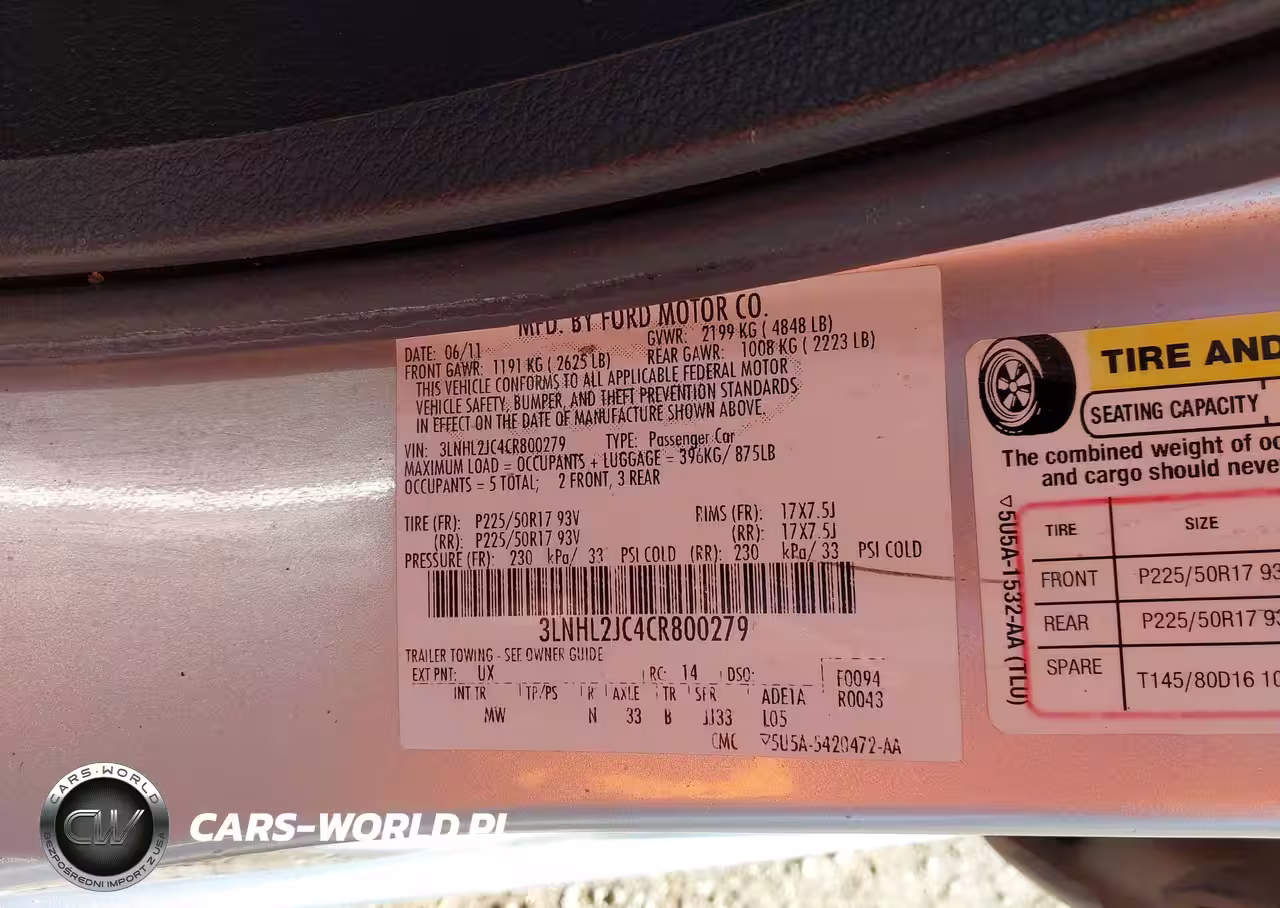 MFD. BY FORD MOTOR CO.
DATE: 06/11
GVWR: 2199 KG ( 4848 LB)
FRONT GAWR: 1191 KG ( 2625 LB)
REAR GAWR: 1008 KG ( 2223 LB)
THIS VEHICLE CONFORMS TO ALL APPLICABLE FEDERAL MOTOR
VEHICLE SAFETY, BUMPER, AND THEFT PREVENTION STANDARDS
IN EFFECT ON THE DATE OF MANUFACTURE SHOWN ABOVE.
VIN: 3LNHL2JC4CR800279 TYPE: Passenger Car
MAXIMUM LOAD = OCCUPANTS + LUGGAGE = 396KG/ 875LB
OCCUPANTS = 5 TOTAL; 2 FRONT, 3 REAR
TIRE (FR): P225/50R17 93V RIMS (FR): 17X7.5J
(RR): P225/50R17 93V (RR): 17X7.5J
PRESSURE (FR): 230 kPa/ 33 PSI COLD (RR): 230 kPa/ 33 PSI COLD
3LNHL2JC4CR800279
TRAILER TOWING - SEE OWNER GUIDE
EXT PNT: UX RC: 14 DSO: F0094
INT TR TP/PS R AXLE TR SPR ADE1A R0043
MW N 33 B JJ33 L05
CMC ▽5U5A-5420472-AA
TIRE AND
SEATING CAPACITY
The combined weight of oc
and cargo should neve
TIRE SIZE
FRONT P225/50R17 93
REAR P225/50R17 93
SPARE T145/80D16 10
▽5U5A-1532-AA (TL0)
CARS-WORLD
CW
BEZPOŚREDNI IMPORT Z USA
CARS-WORLD.PL